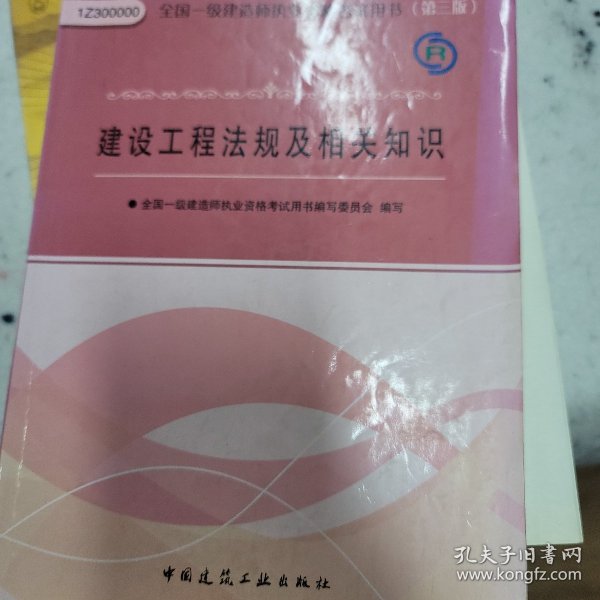 1Z300000 全国一级建造师执业资格考试用书（第三版）
R
建设工程法规及相关知识
● 全国一级建造师执业资格考试用书编写委员会 编写
中国建筑工业出版社
孔夫子旧书网
www.kongfz.com